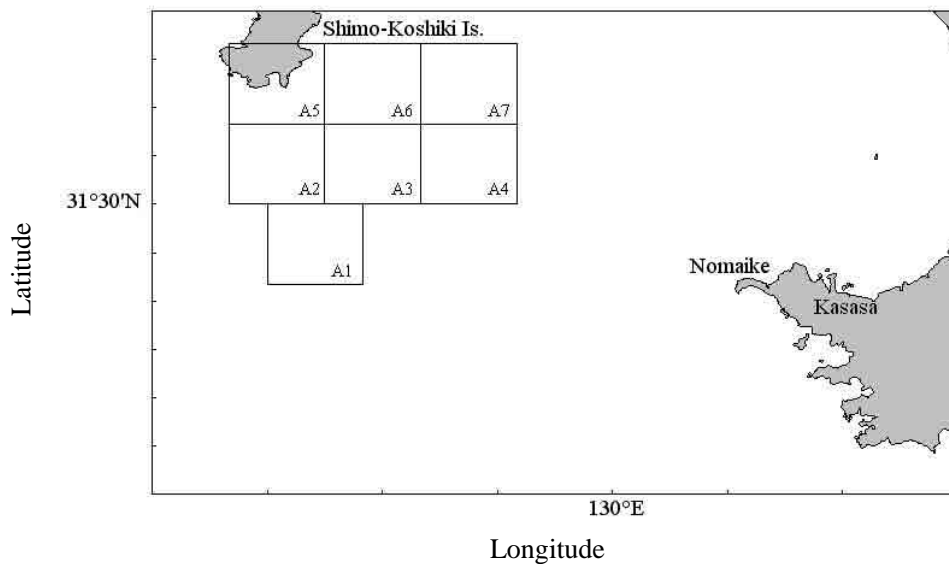 Shimo-Koshiki Is.
A5
A6
A7
A2
A3
A4
31°30'N
A1
Latitude
Nomaike
Kasasa
130°E
Longitude